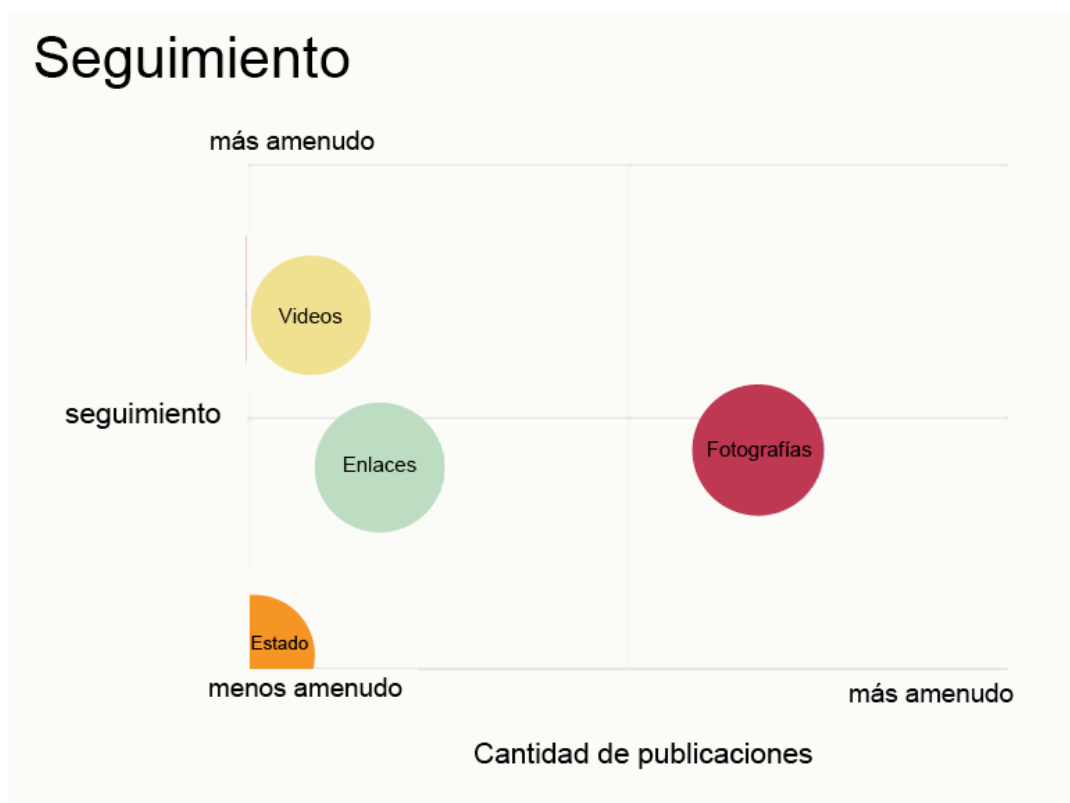 Seguimiento
más amenudo
Videos
seguimiento
Fotografías
Enlaces
Estado
menos amenudo
más amenudo
Cantidad de publicaciones